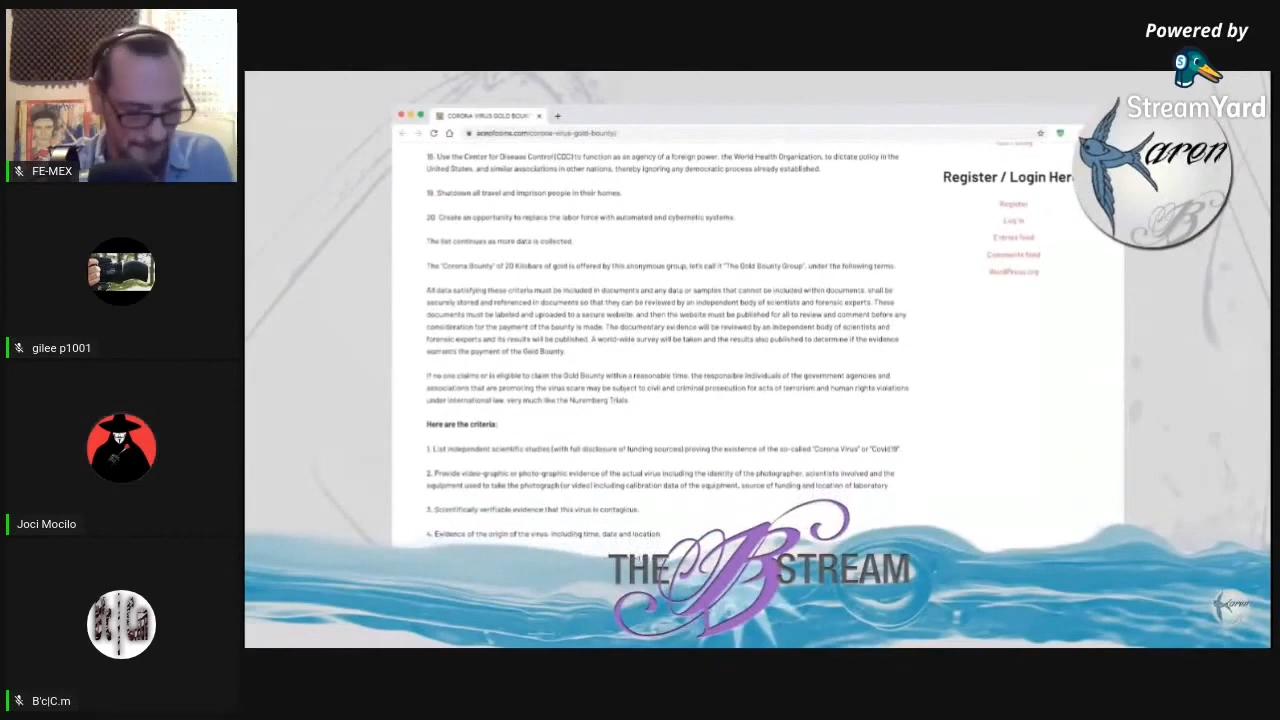 Powered by
StreamYard
FE-MEX
gilee p1001
Joci Mocilo
B'c|C.m
CORONA VIRUS GOLD BOUN
Karen
B
18. Use the Center for Disease Control (CDC) to function as an agency of a foreign power, the World Health Organization, to dictate policy in the
United States, and similar associations in other nations, thereby ignoring any democratic process already established.
19. Shutdown all travel and imprison people in their homes.
20. Create an opportunity to replace the labor force with automated and cybernetic systems.
The list continues as more data is collected.
The "Corona Bounty" of 20 Kilobars of gold is offered by this anonymous group, let's call it "The Gold Bounty Group", under the following terms.
All data satisfying these criteria must be included in documents and any data or samples that cannot be included within documents, shall be
securely stored and referenced in documents so that they can be reviewed by an independent body of scientists and forensic experts. These
documents must be labeled and uploaded to a secure website, and then the website must be published for all to review and comment before any
consideration for the payment of the bounty is made. The documentary evidence will be reviewed by an independent body of scientists and
forensic experts and its results will be published. A world-wide survey will be taken and the results also published to determine if the evidence
warrants the payment of the Gold Bounty.
If no one claims or is eligible to claim the Gold Bounty within a reasonable time, the responsible individuals of the government agencies and
associations that are promoting the virus scare may be subject to civil and criminal prosecution for acts of terrorism and human rights violations
under international law, very much like the Nuremberg Trials.
Here are the criteria:
1. List independent scientific studies (with full disclosure of funding sources) proving the existence of the so-called "Corona Virus" or "Covid19".
2. Provide video-graphic or photo-graphic evidence of the actual virus including the identity of the photographer, scientists involved and the
equipment used to take the photograph (or video) including calibration data of the equipment, source of funding and location of laboratory
3. Scientifically verifiable evidence that this virus is contagious.
4. Evidence of the origin of the virus, including time, date and location.
Register / Login Her
Register
Log in
Entries feed
Comments feed
WordPress.org
THE B STREAM
Karen